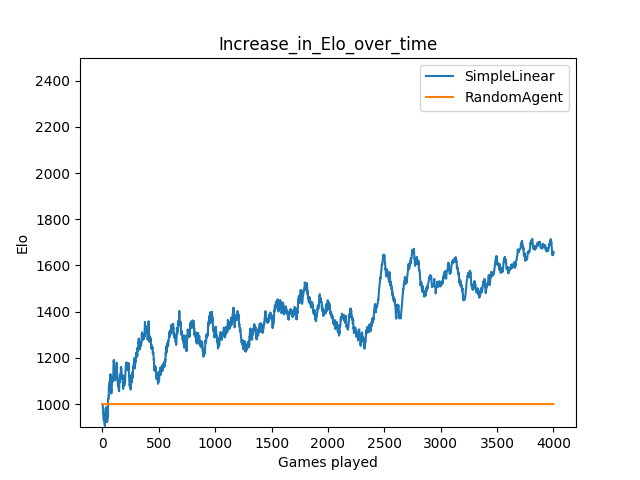 Increase_in_Elo_over_time
SimpleLinear
RandomAgent
2400
2200
2000
1800
1600
1400
1200
1000
Elo
0 500 1000 1500 2000 2500 3000 3500 4000
Games played